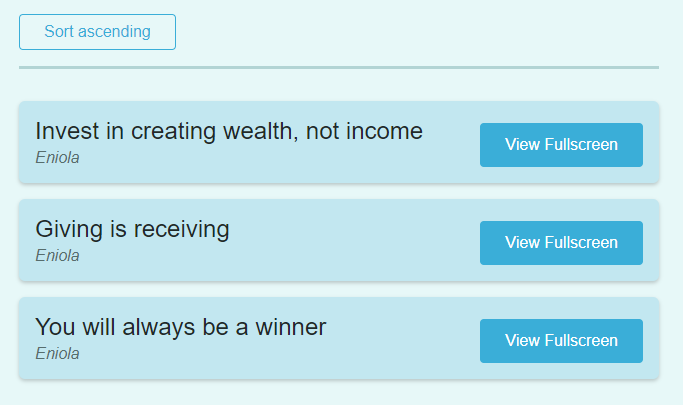 Sort ascending
Invest in creating wealth, not income
Eniola
View Fullscreen
Giving is receiving
Eniola
View Fullscreen
You will always be a winner
Eniola
View Fullscreen